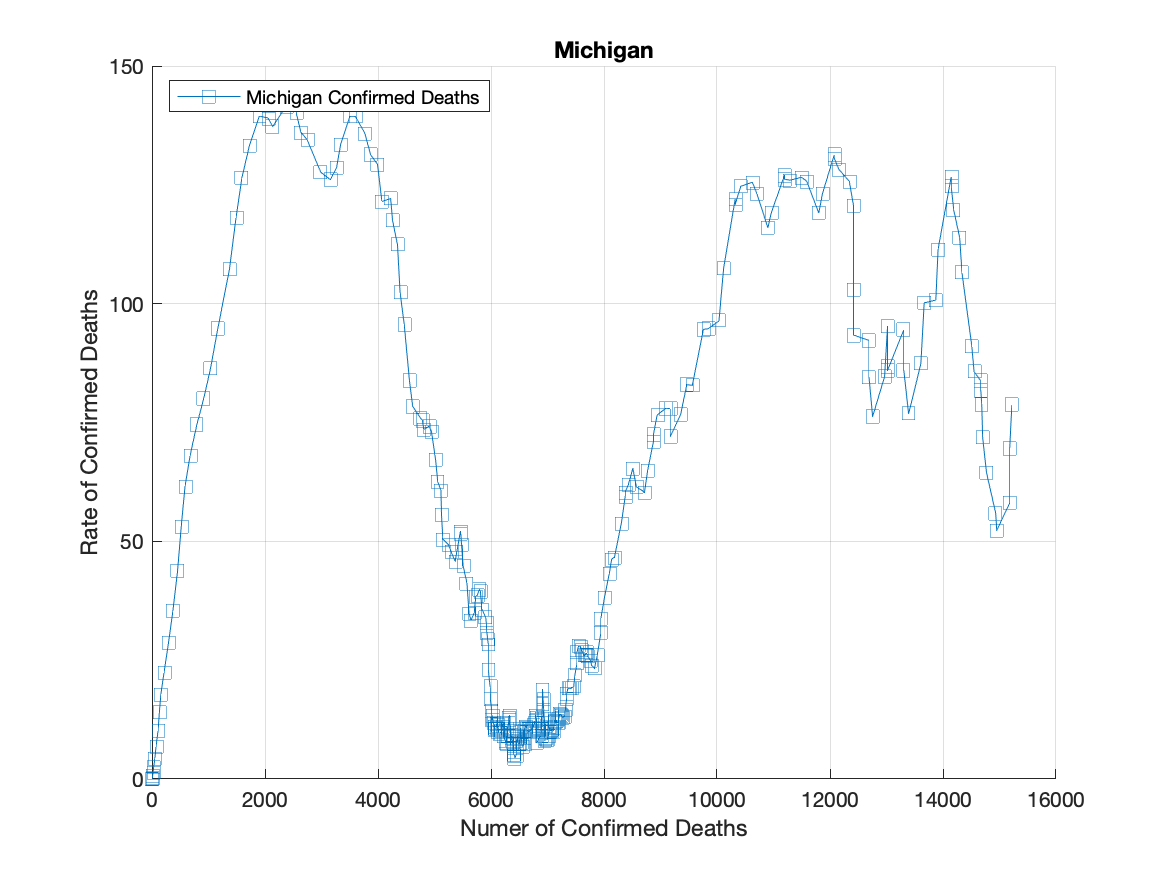 Michigan
150
Michigan Confirmed Deaths
100
50
0
Rate of Confirmed Deaths
0 2000 4000 6000 8000 10000 12000 14000 16000
Numer of Confirmed Deaths